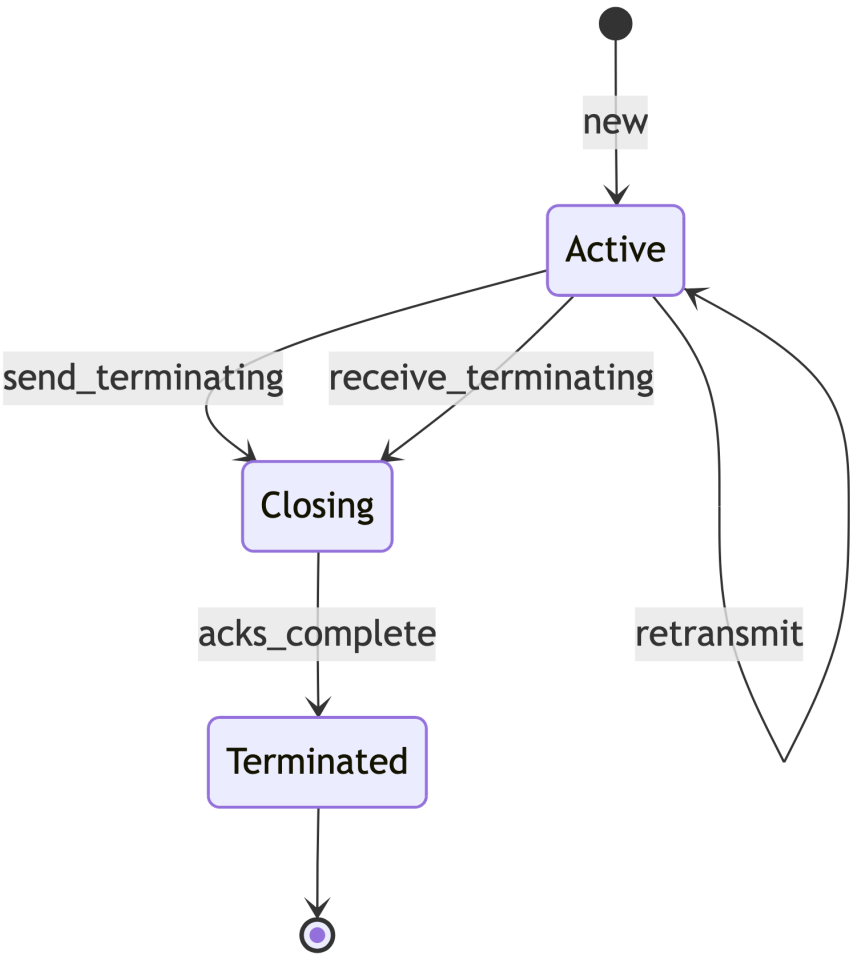 new
Active
send_terminating
receive_terminating
Closing
acks_complete
retransmit
Terminated